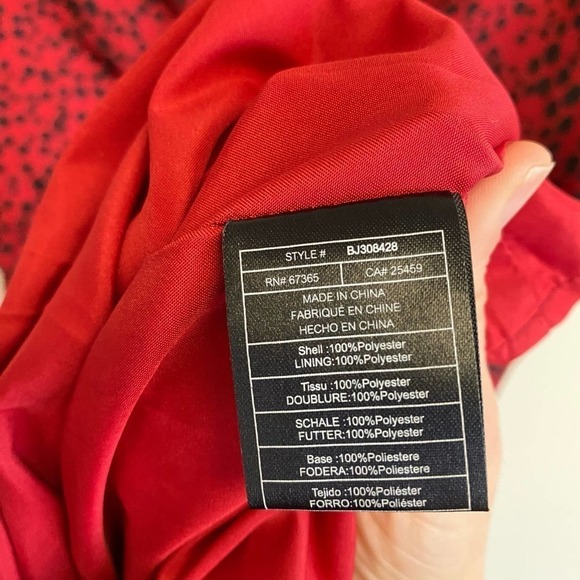 STYLE # BJ308428
RN# 67365 CA# 25459
MADE IN CHINA
FABRIQUÉ EN CHINE
HECHO EN CHINA
Shell :100%Polyester
LINING:100%Polyester
Tissu :100%Polyester
DOUBLURE:100%Polyester
SCHALE :100%Polyester
FUTTER:100%Polyester
Base :100%Poliestere
FODERA:100%Poliestere
Tejido :100%Poliéster
FORRO:100%Poliéster